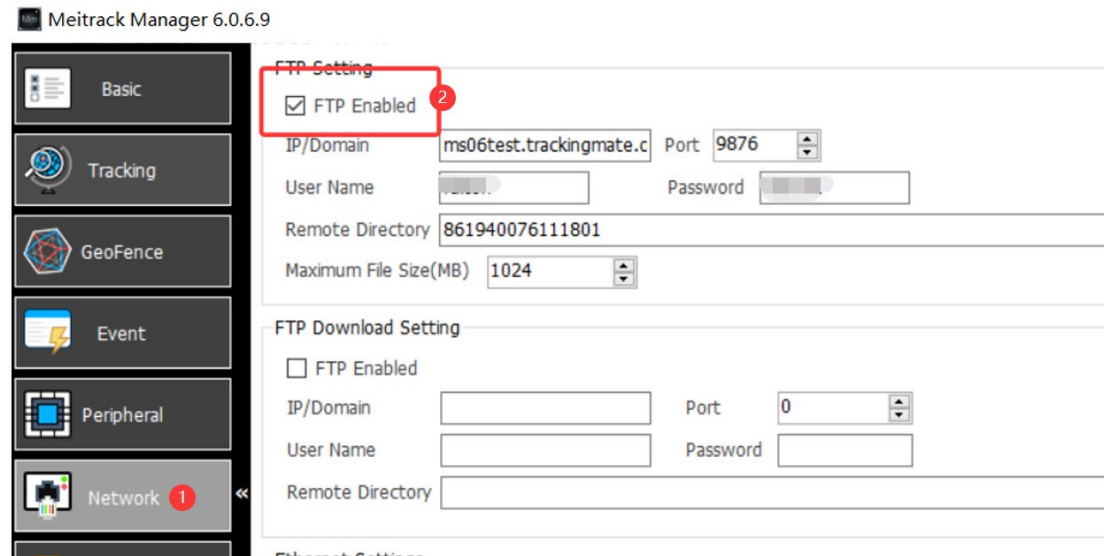 Meitrack Manager 6.0.6.9
Basic
Tracking
GeoFence
Event
Peripheral
Network 1 «
FTP Setting
FTP Enabled 2
IP/Domain ms06test.trackingmate.c Port 9876
User Name Password
Remote Directory 861940076111801
Maximum File Size(MB) 1024
FTP Download Setting
FTP Enabled
IP/Domain Port 0
User Name Password
Remote Directory
Ethernet Settings